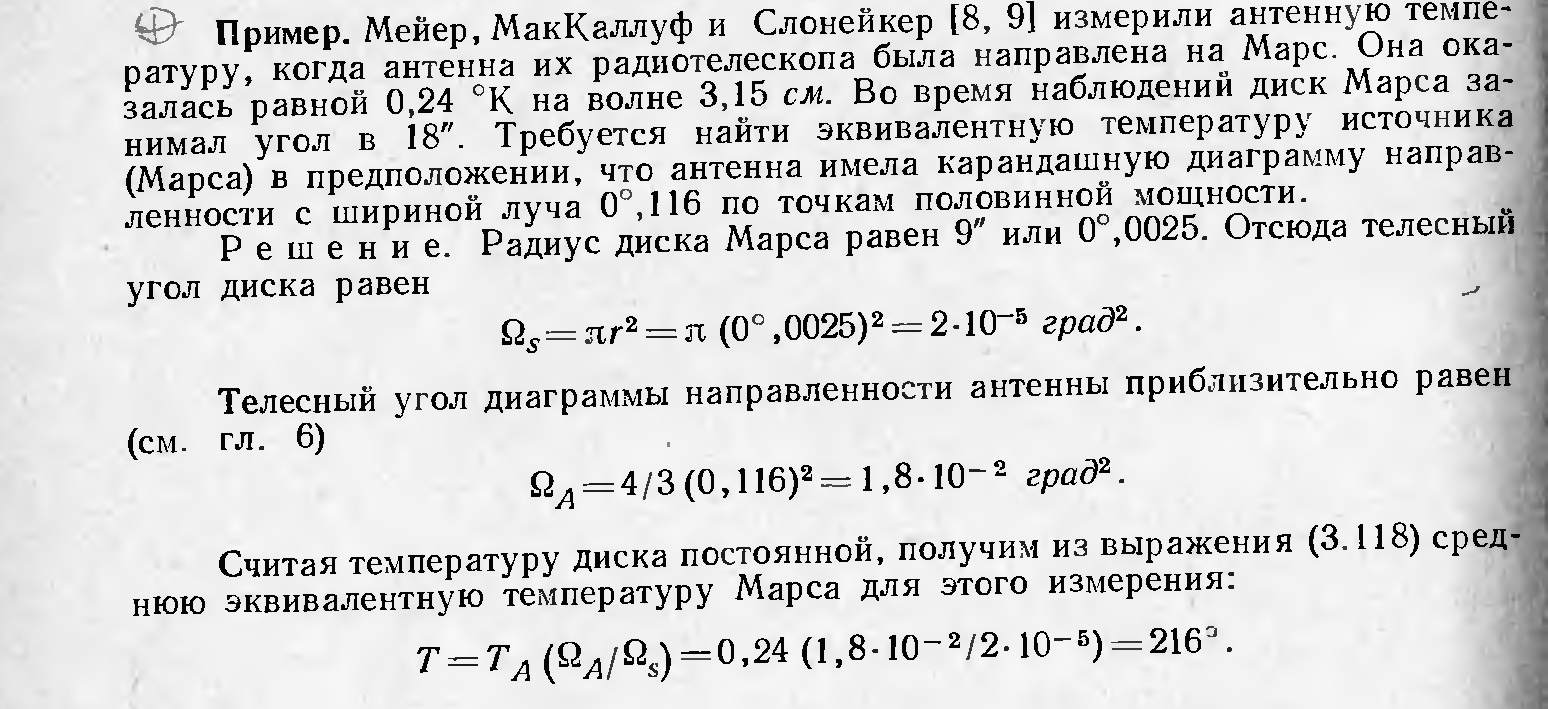 Пример. Мейер, МакКаллуф и Слонейкер [8, 9] измерили антенную темпе-
ратуру, когда антенна их радиотелескопа была направлена на Марс. Она ока-
залась равной 0,24 °К на волне 3,15 см. Во время наблюдений диск Марса за-
нимал угол в 18″. Требуется найти эквивалентную температуру источника
(Марса) в предположении, что антенна имела карандашную диаграмму направ-
ленности с шириной луча 0°,116 по точкам половинной мощности.
Решение. Радиус диска Марса равен 9″ или 0°,0025. Отсюда телесный
угол диска равен
Ωₛ = πr² = π (0°,0025)² = 2·10⁻⁵ град².
Телесный угол диаграммы направленности антенны приблизительно равен
(см. гл. 6)
Ω_A = 4/3 (0,116)² = 1,8·10⁻² град².
Считая температуру диска постоянной, получим из выражения (3.118) сред-
нюю эквивалентную температуру Марса для этого измерения:
T = T_A (Ω_A/Ωₛ) = 0,24 (1,8·10⁻²/2·10⁻⁵) = 216°.